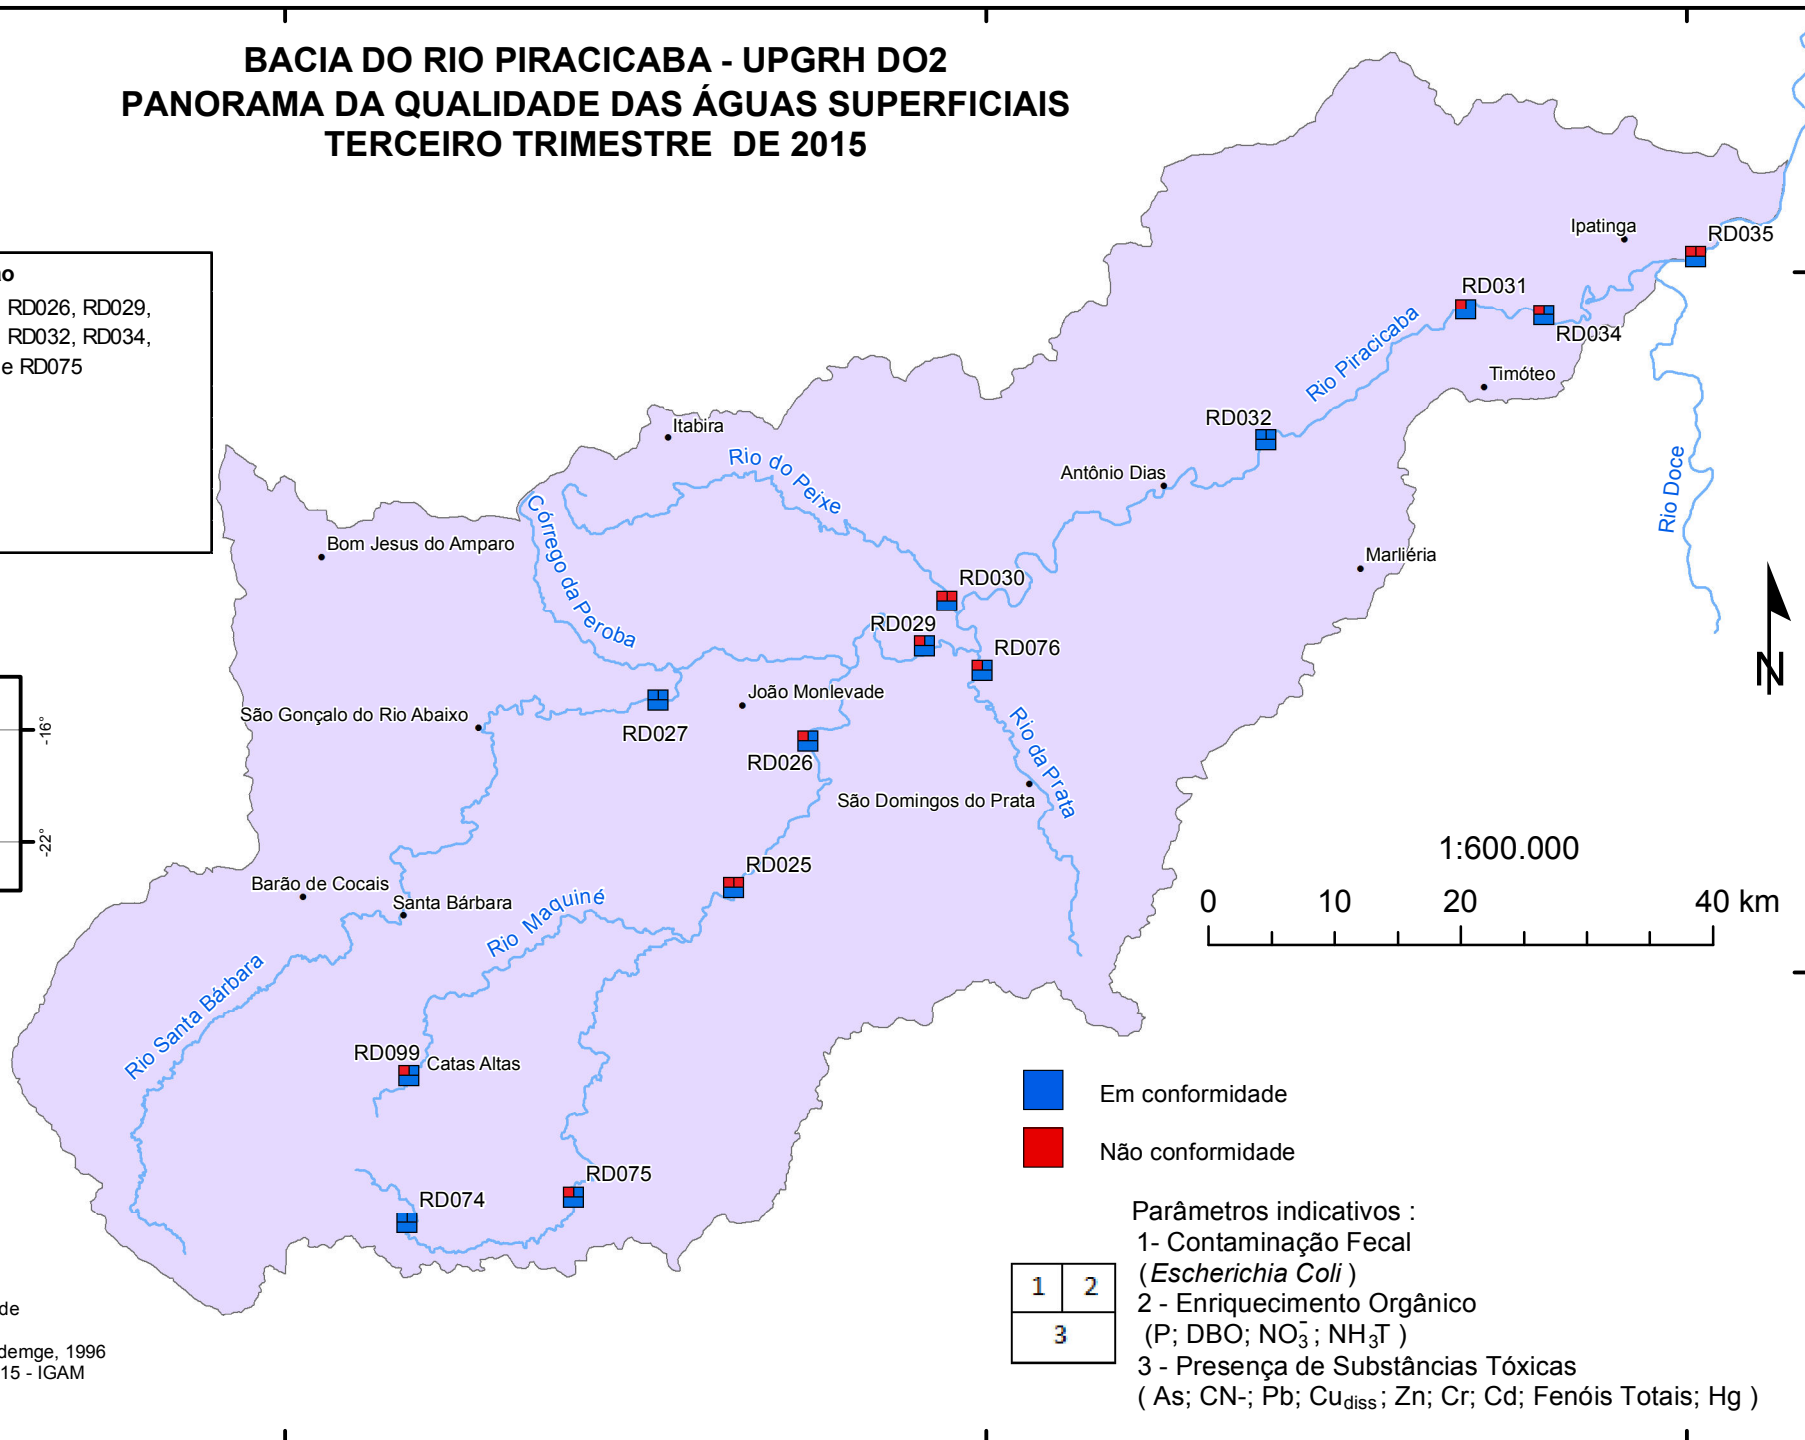 BACIA DO RIO PIRACICABA - UPGRH DO2
PANORAMA DA QUALIDADE DAS ÁGUAS SUPERFICIAIS
TERCEIRO TRIMESTRE DE 2015
RD026, RD029,
RD032, RD034,
e RD075
Ipatinga
RD035
RD031
RD034
Rio Piracicaba
Timóteo
RD032
Itabira
Rio do Peixe
Antônio Dias
Rio Doce
Córrego da Peroba
Bom Jesus do Amparo
Marliéria
RD030
RD029
RD076
N
João Monlevade
São Gonçalo do Rio Abaixo
RD027
-16°
RD026
Rio da Prata
São Domingos do Prata
-22°
1:600.000
RD025
Barão de Cocais
Santa Bárbara
Rio Maquiné
0 10 20 40 km
Rio Santa Bárbara
RD099
Catas Altas
Em conformidade
Não conformidade
RD075
RD074
Parâmetros indicativos :
1- Contaminação Fecal
(Escherichia Coli )
2 - Enriquecimento Orgânico
(P; DBO; NO3-; NH3T )
3 - Presença de Substâncias Tóxicas
( As; CN-; Pb; Cudiss; Zn; Cr; Cd; Fenóis Totais; Hg )
1 2
3
de
demge, 1996
15 - IGAM